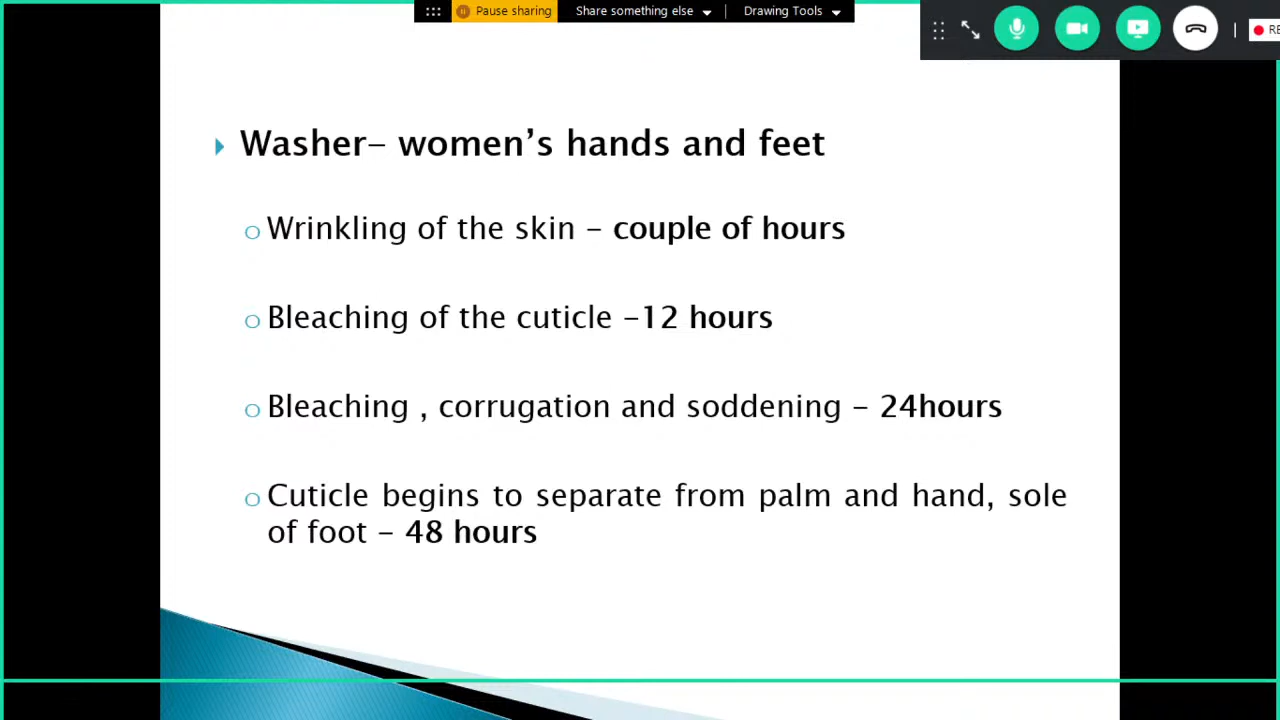 Pause sharing
Share something else
Drawing Tools
RE
Washer– women’s hands and feet
Wrinkling of the skin – couple of hours
Bleaching of the cuticle –12 hours
Bleaching , corrugation and soddening – 24hours
Cuticle begins to separate from palm and hand, sole
of foot – 48 hours